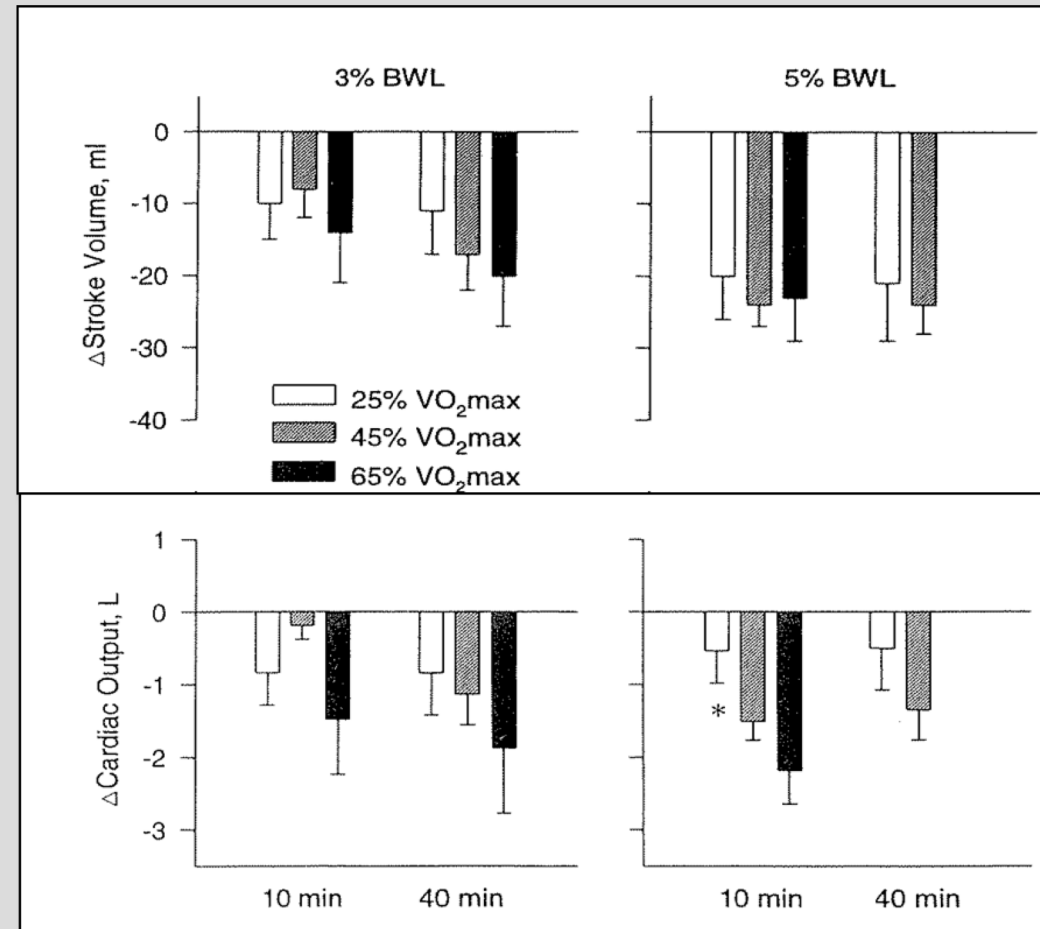 3% BWL
5% BWL
ΔStroke Volume, ml
0
-10
-20
-30
-40
25% VO₂max
45% VO₂max
65% VO₂max
ΔCardiac Output, L
1
0
-1
-2
-3
*
10 min
40 min
10 min
40 min